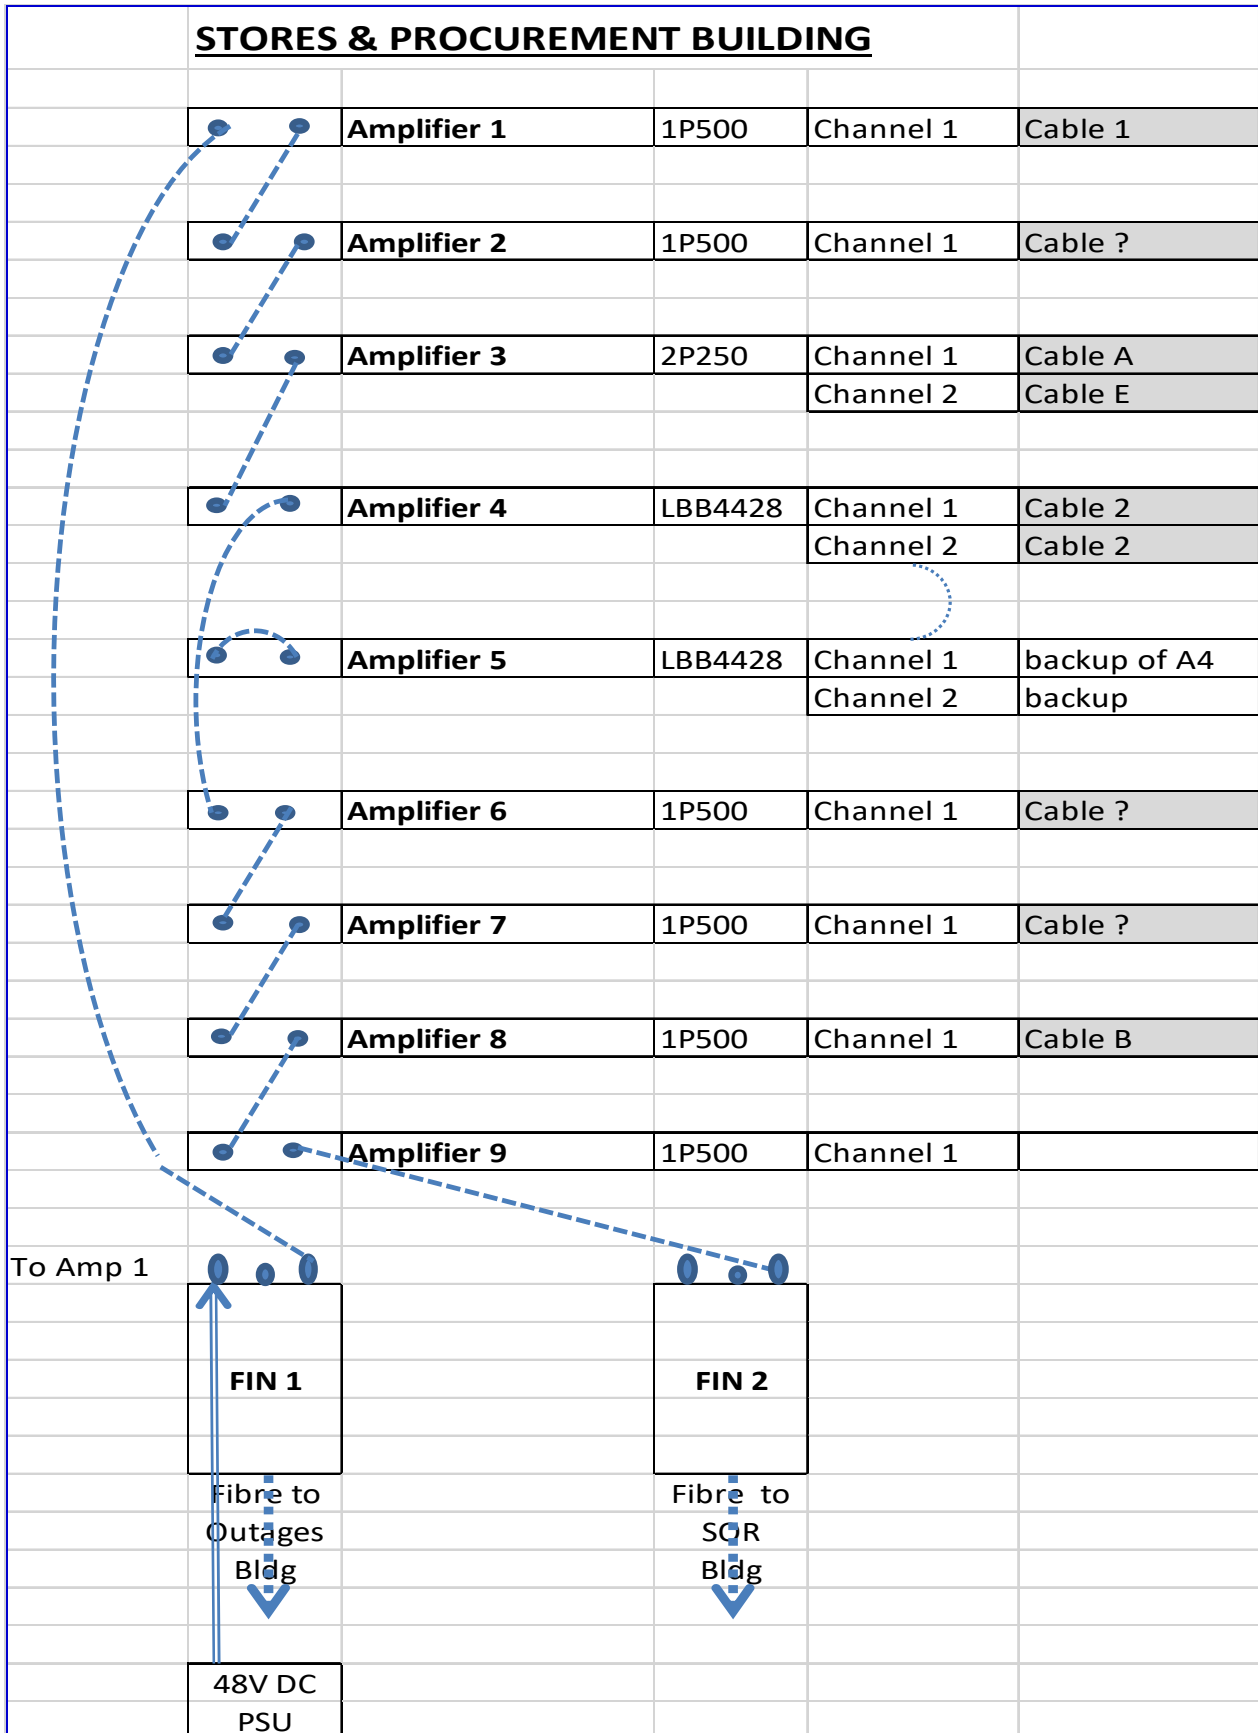 STORES & PROCUREMENT BUILDING
Amplifier 1 1P500 Channel 1 Cable 1
Amplifier 2 1P500 Channel 1 Cable ?
Amplifier 3 2P250 Channel 1 Cable A
Channel 2 Cable E
Amplifier 4 LBB4428 Channel 1 Cable 2
Channel 2 Cable 2
Amplifier 5 LBB4428 Channel 1 backup of A4
Channel 2 backup
Amplifier 6 1P500 Channel 1 Cable ?
Amplifier 7 1P500 Channel 1 Cable ?
Amplifier 8 1P500 Channel 1 Cable B
Amplifier 9 1P500 Channel 1
To Amp 1
FIN 1
FIN 2
Fibre to
Outages
Bldg
Fibre to
SOR
Bldg
48V DC
PSU